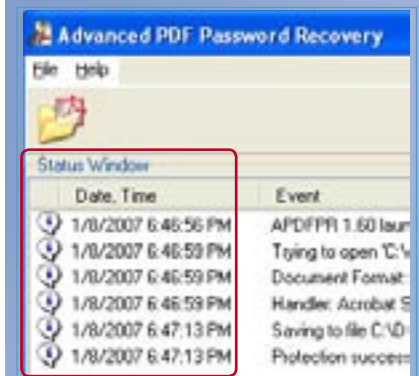 Advanced PDF Password Recovery
File Help
Status Window
Date, Time Event
1/8/2007 6:46:56 PM APDFPR 1.60 laun
1/8/2007 6:46:59 PM Trying to open 'C:\
1/8/2007 6:46:59 PM Document Format:
1/8/2007 6:46:59 PM Handler: Acrobat S
1/8/2007 6:47:13 PM Saving to file C:\D
1/8/2007 6:47:13 PM Protection success